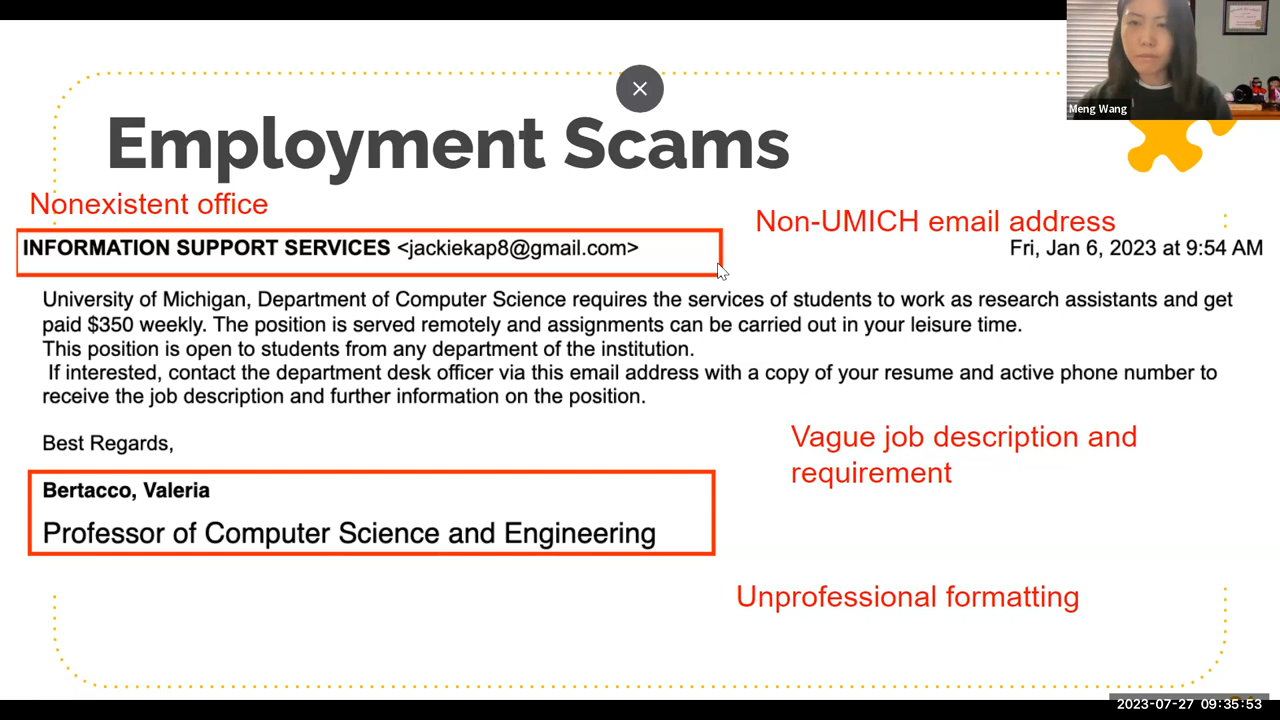 Meng Wang
Employment Scams
Nonexistent office
Non-UMICH email address
INFORMATION SUPPORT SERVICES <jackiekap8@gmail.com>
Fri, Jan 6, 2023 at 9:54 AM
University of Michigan, Department of Computer Science requires the services of students to work as research assistants and get
paid $350 weekly. The position is served remotely and assignments can be carried out in your leisure time.
This position is open to students from any department of the institution.
If interested, contact the department desk officer via this email address with a copy of your resume and active phone number to
receive the job description and further information on the position.
Best Regards,
Vague job description and
requirement
Bertacco, Valeria
Professor of Computer Science and Engineering
Unprofessional formatting
2023-07-27 09:35:53